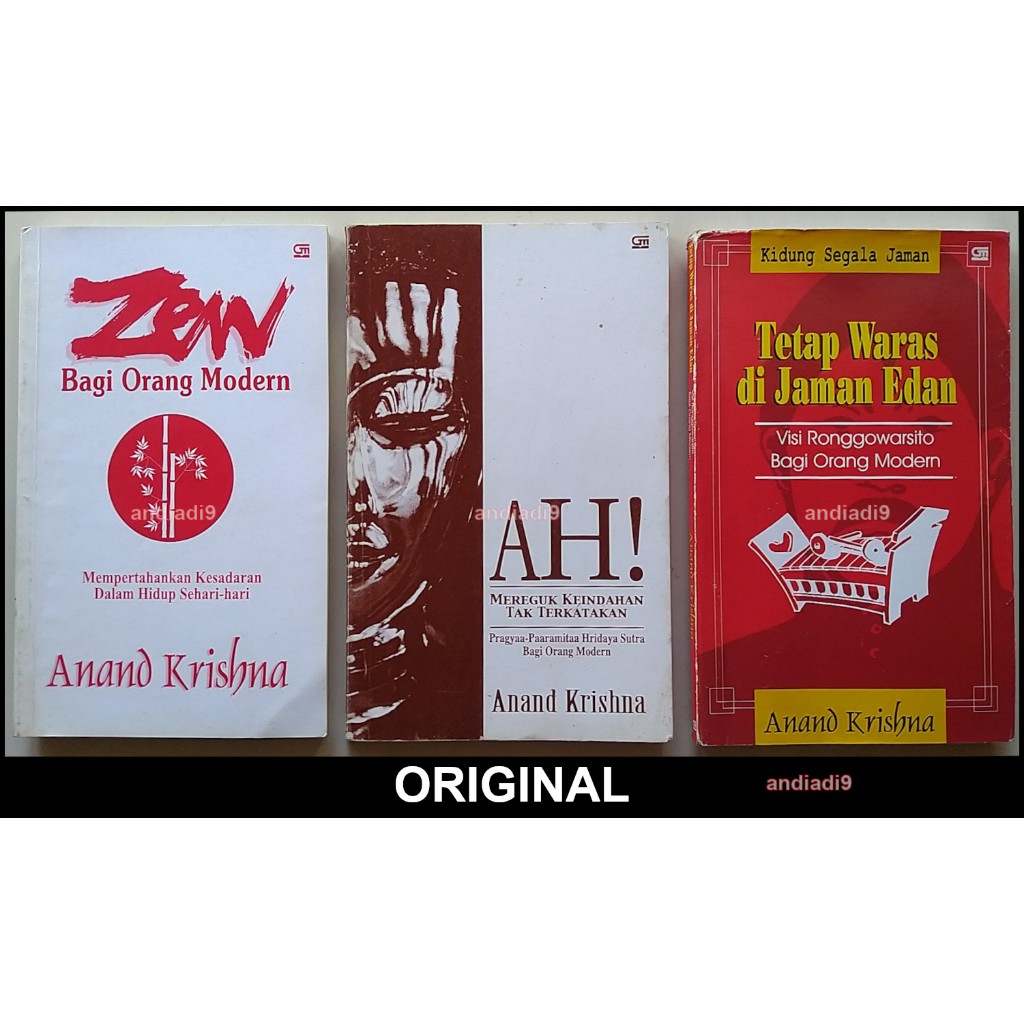 Zen
Bagi Orang Modern
andiadi9
Mempertahankan Kesadaran
Dalam Hidup Sehari-hari
Anand Krishna
GM
andiadi9
AH!
MEREGUK KEINDAHAN
TAK TERKATAKAN
Pragyaa-Paaramitaa Hridaya Sutra
Bagi Orang Modern
Anand Krishna
Kidung Segala Jaman
Tetap Waras
di Jaman Edan
Visi Ronggowarsito
Bagi Orang Modern
andiadi9
Anand Krishna
ORIGINAL
andiadi9